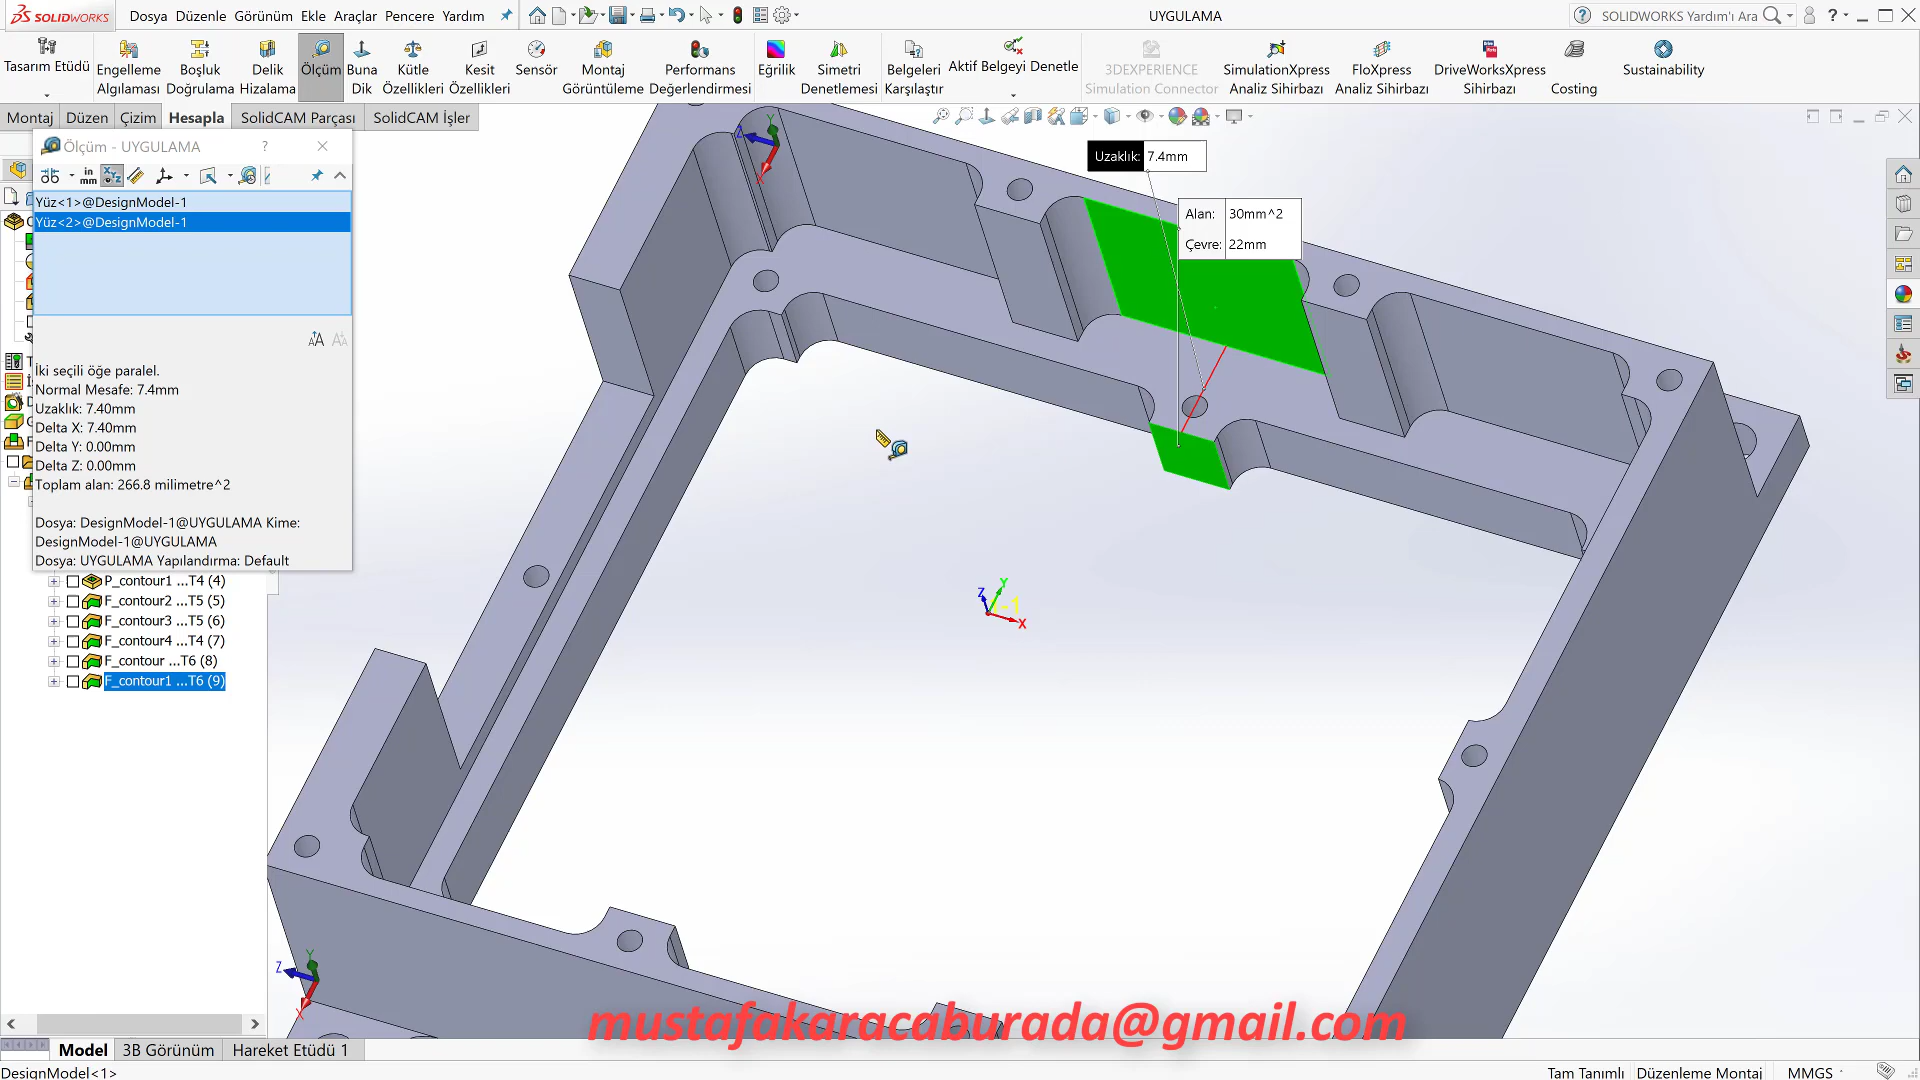 SOLIDWORKS
Dosya Düzenle Görünüm Ekle Araçlar Pencere Yardım
UYGULAMA
SOLIDWORKS Yardım'ı Ara
Tasarım Etüdü
Engelleme Algılaması
Boşluk Doğrulama
Delik Hizalama
Ölçüm
Buna Dik
Kütle Özellikleri
Kesit Özellikleri
Sensör
Montaj Görüntüleme
Performans Değerlendirmesi
Eğrilik
Simetri Denetlemesi
Belgeleri Karşılaştır
Aktif Belgeyi Denetle
3DEXPERIENCE Simulation Connector
SimulationXpress Analiz Sihirbazı
FloXpress Analiz Sihirbazı
DriveWorksXpress Sihirbazı
Costing
Sustainability
Montaj Düzen Çizim Hesapla SolidCAM Parçası SolidCAM İşler
Ölçüm - UYGULAMA ?
in
mm
Yüz<1>@DesignModel-1
Yüz<2>@DesignModel-1
İki seçili öğe paralel.
Normal Mesafe: 7.4mm
Uzaklık: 7.40mm
Delta X: 7.40mm
Delta Y: 0.00mm
Delta Z: 0.00mm
Toplam alan: 266.8 milimetre^2
Dosya: DesignModel-1@UYGULAMA Kime:
DesignModel-1@UYGULAMA
Dosya: UYGULAMA Yapılandırma: Default
P_contour1 ...T4 (4)
F_contour2 ...T5 (5)
F_contour3 ...T5 (6)
F_contour4 ...T4 (7)
F_contour ...T6 (8)
F_contour1 ...T6 (9)
Uzaklık: 7.4mm
Alan: 30mm^2
Çevre: 22mm
Z Y X
Z Y X
Z Y X
mustafakaracaburada@gmail.com
Model 3B Görünüm Hareket Etüdü 1
DesignModel<1>
Tam Tanımlı Düzenleme Montaj MMGS